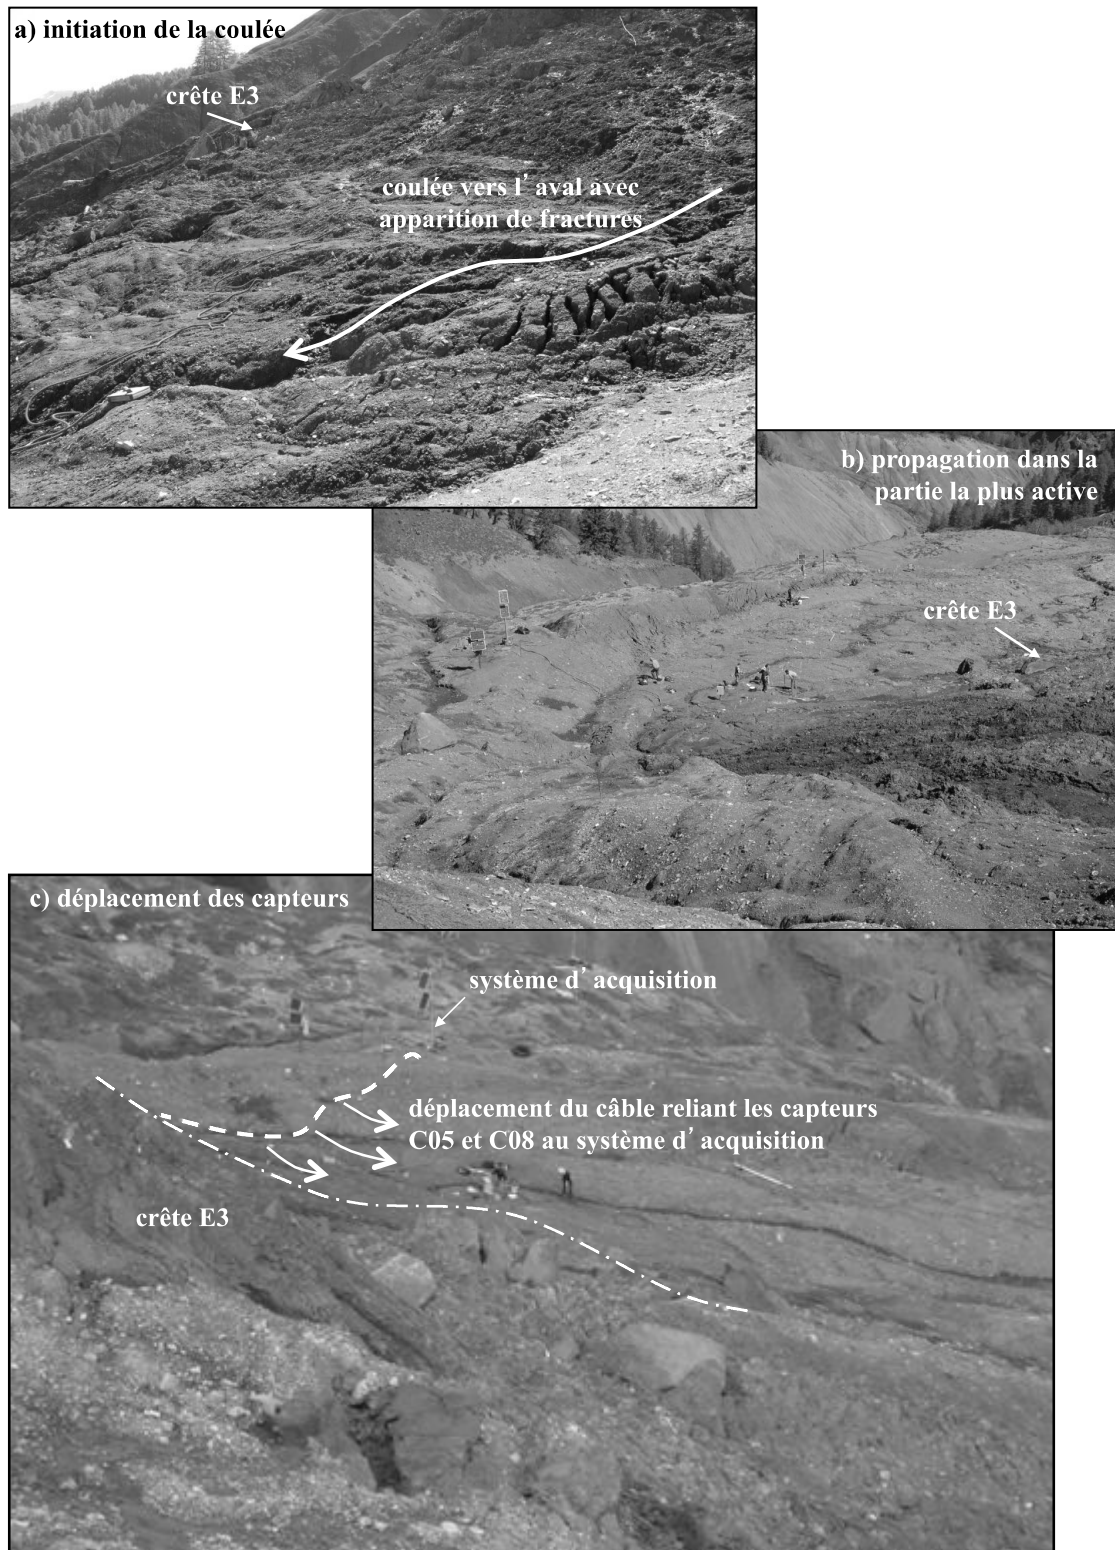 a) initiation de la coulée
crête E3
coulée vers l'aval avec
apparition de fractures
b) propagation dans la
partie la plus active
crête E3
c) déplacement des capteurs
système d'acquisition
déplacement du câble reliant les capteurs
C05 et C08 au système d'acquisition
crête E3